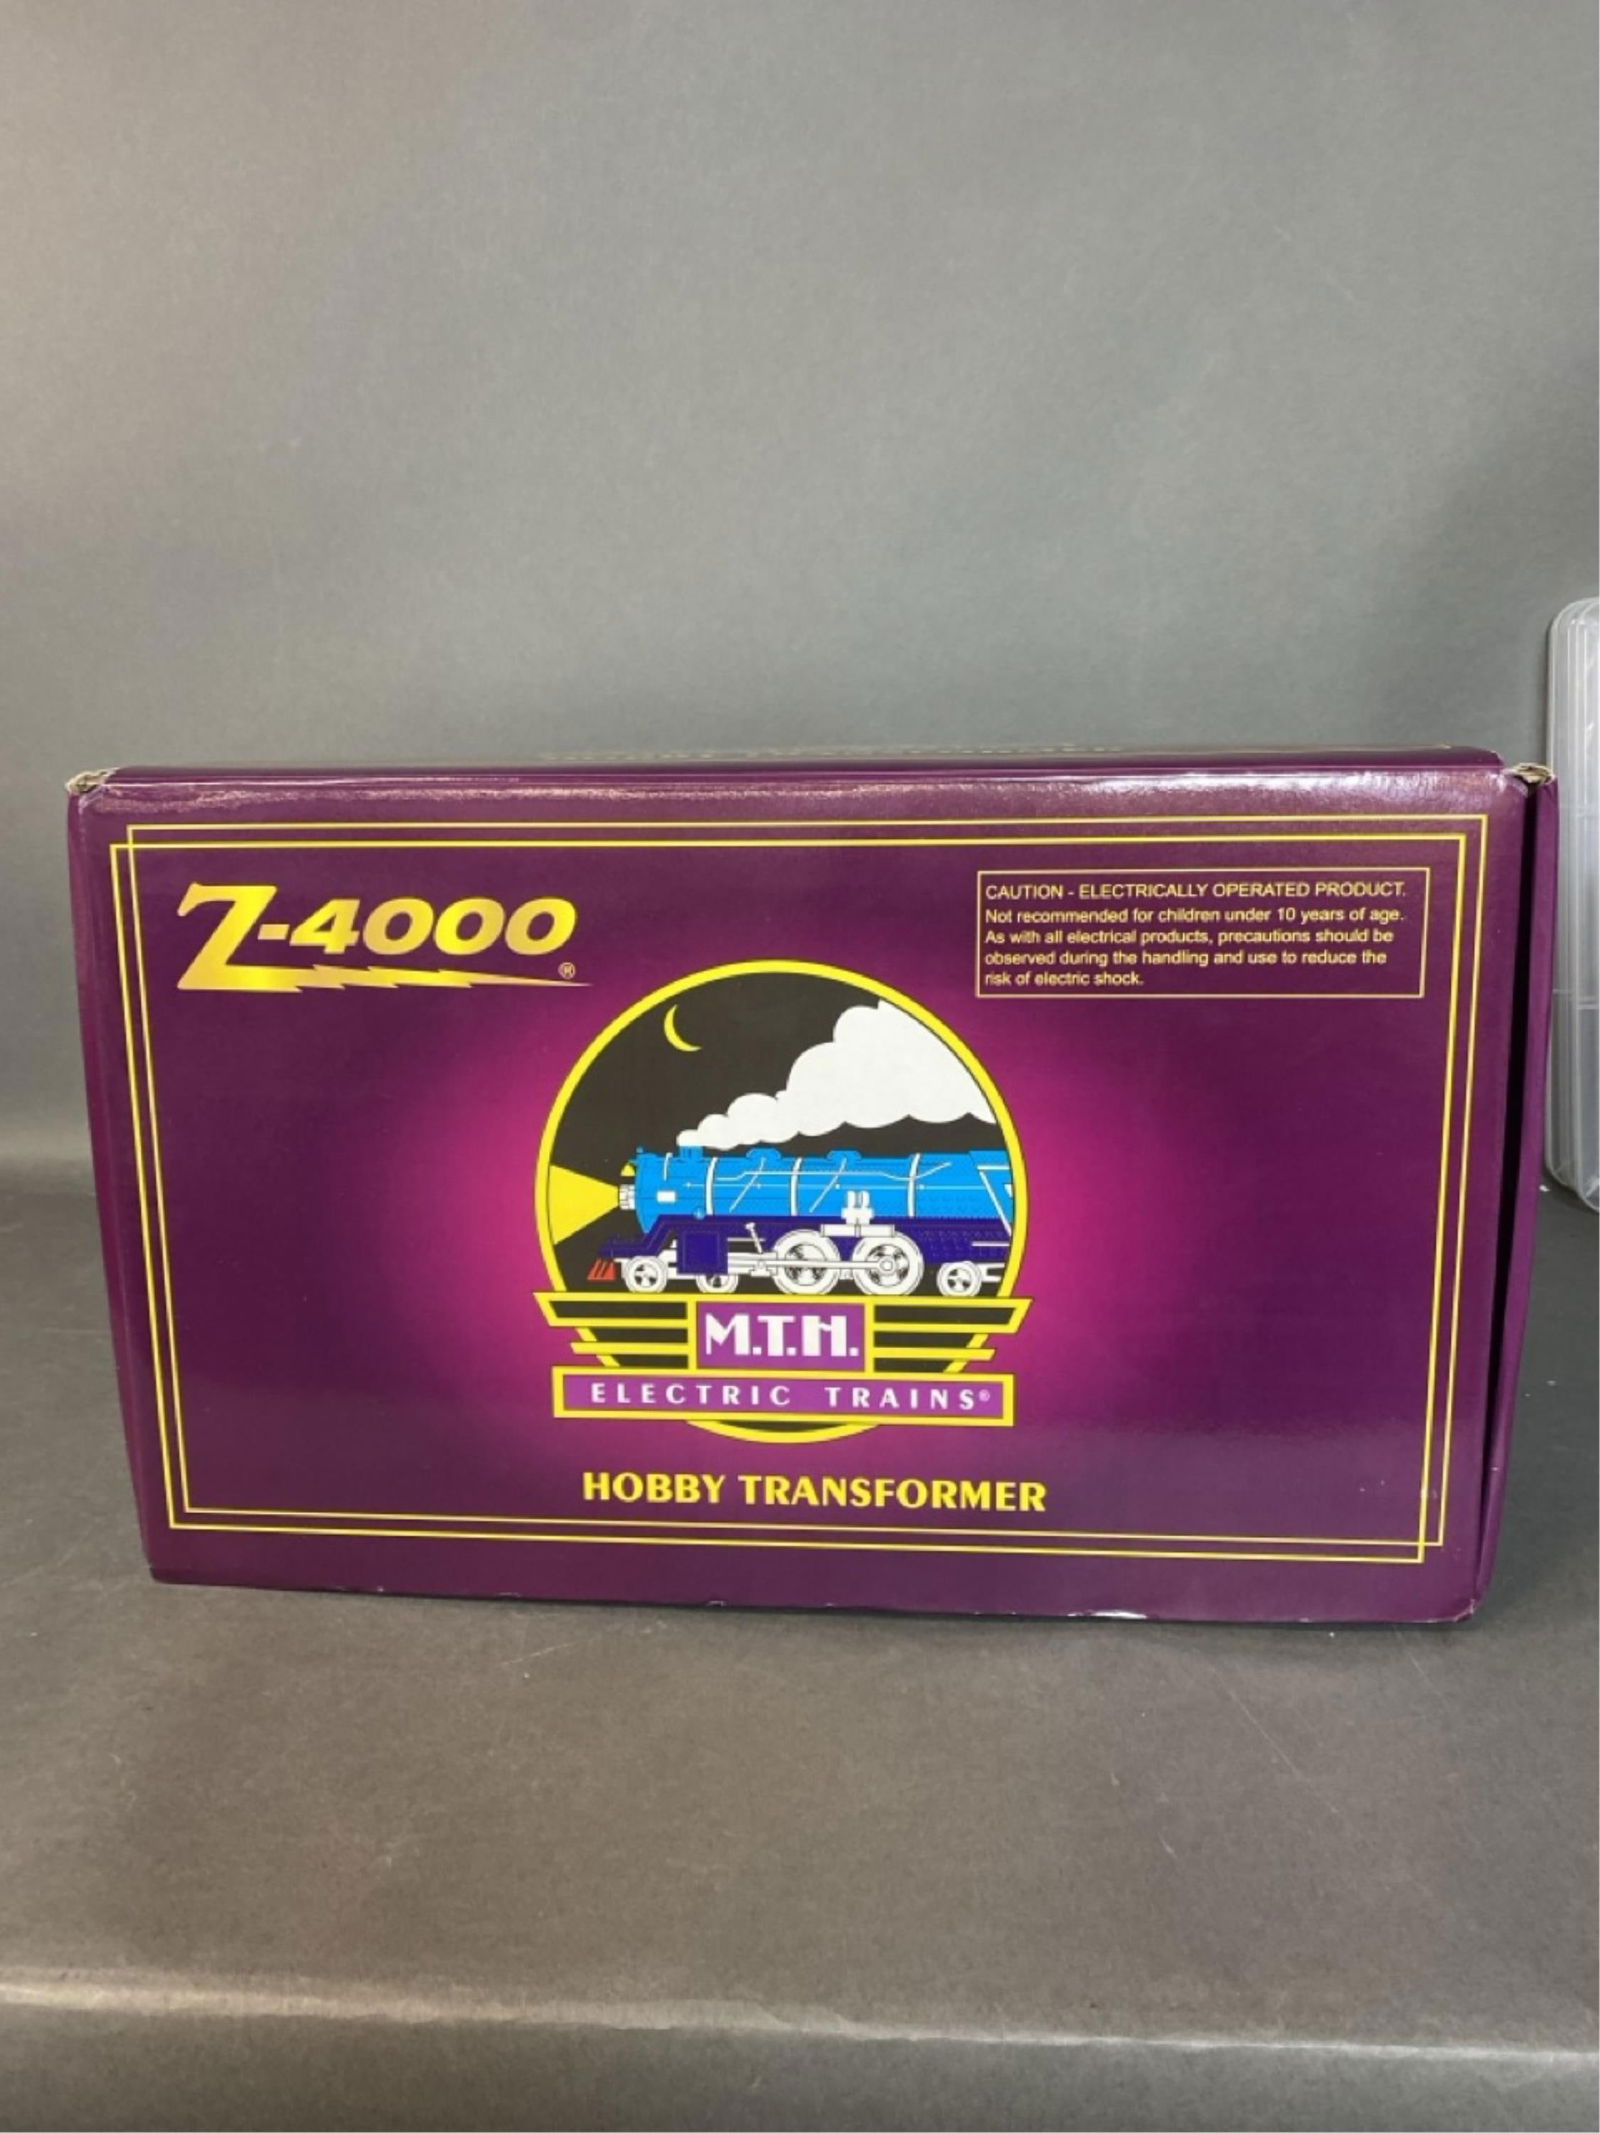 Z-4000®
CAUTION - ELECTRICALLY OPERATED PRODUCT.
Not recommended for children under 10 years of age.
As with all electrical products, precautions should be
observed during the handling and use to reduce the
risk of electric shock.
M.T.H.
ELECTRIC TRAINS®
HOBBY TRANSFORMER